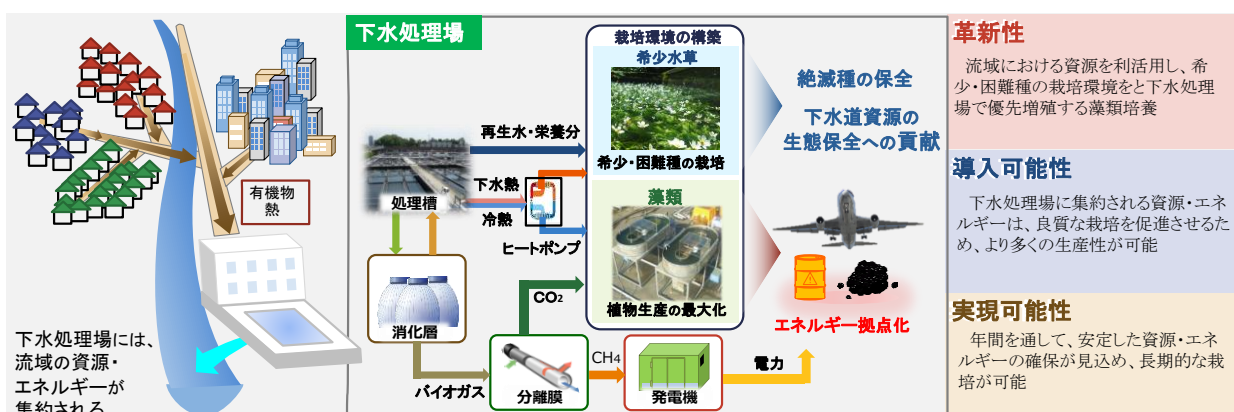 有機物
熱
下水処理場には、
流域の資源・
エネルギーが
集約される
下水処理場
処理槽
再生水・栄養分
下水熱
冷熱
ヒートポンプ
消化層
バイオガス
CO₂
分離膜
CH4
発電機
電力
栽培環境の構築
希少水草
希少・困難種の栽培
藻類
植物生産の最大化
絶滅種の保全
下水道資源の
生態保全への貢献
エネルギー拠点化
革新性
流域における資源を利活用し、希
少・困難種の栽培環境をと下水処理
場で優先増殖する藻類培養
導入可能性
下水処理場に集約される資源・エネ
ルギーは、良質な栽培を促進させるた
め、より多くの生産性が可能
実現可能性
年間を通して、安定した資源・エネ
ルギーの確保が見込め、長期的な栽
培が可能